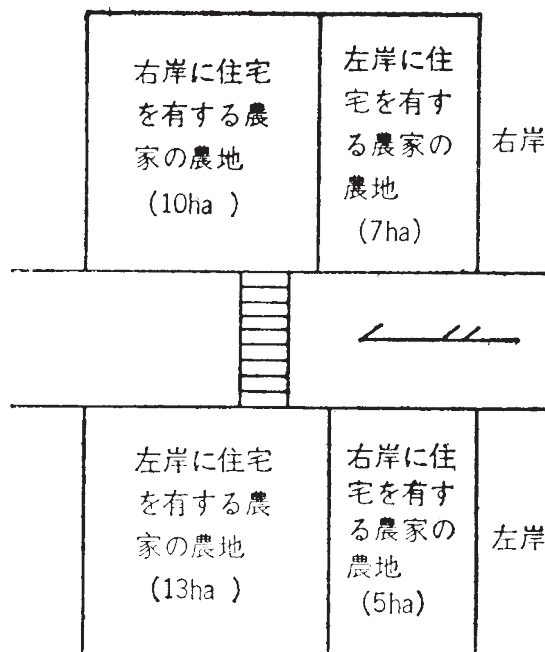 右岸に住宅
を有する農
家の農地
(10ha )
左岸に住
宅を有す
る農家の
農地
(7ha)
右岸
左岸に住宅
を有する農
家の農地
(13ha )
右岸に住
宅を有す
る農家の
農地
(5ha)
左岸